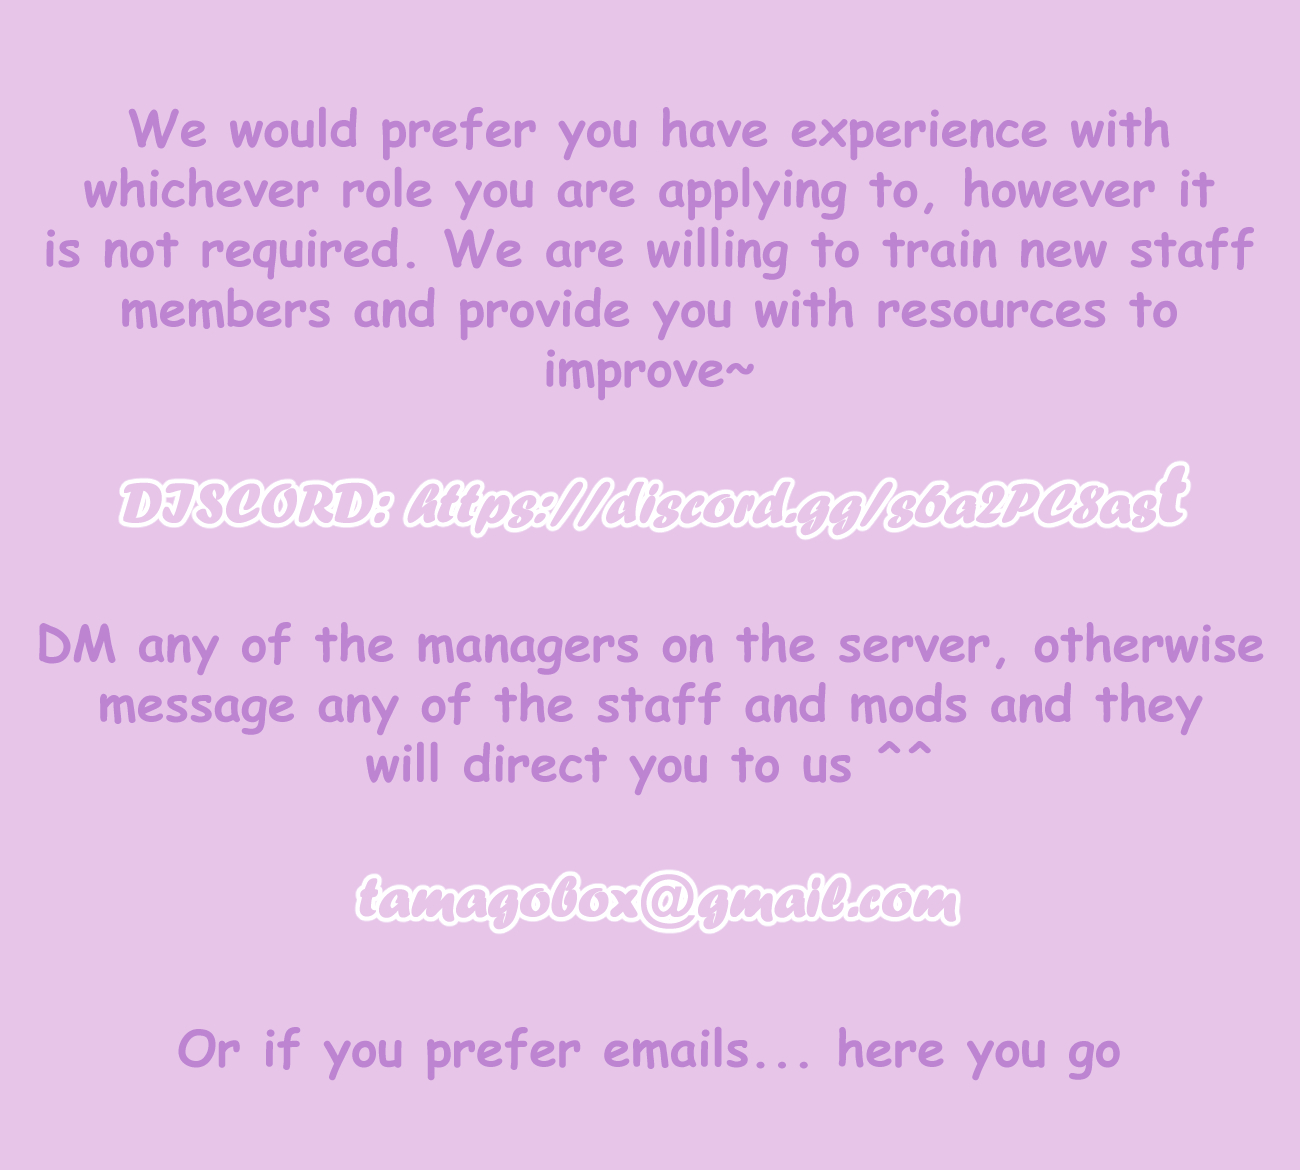 We would prefer you have experience with
whichever role you are applying to, however it
is not required. We are willing to train new staff
members and provide you with resources to
improve~
DISCORD: https://discord.gg/s6a2PC8ast
DM any of the managers on the server, otherwise
message any of the staff and mods and they
will direct you to us ^^
tamagobox@gmail.com
Or if you prefer emails... here you go